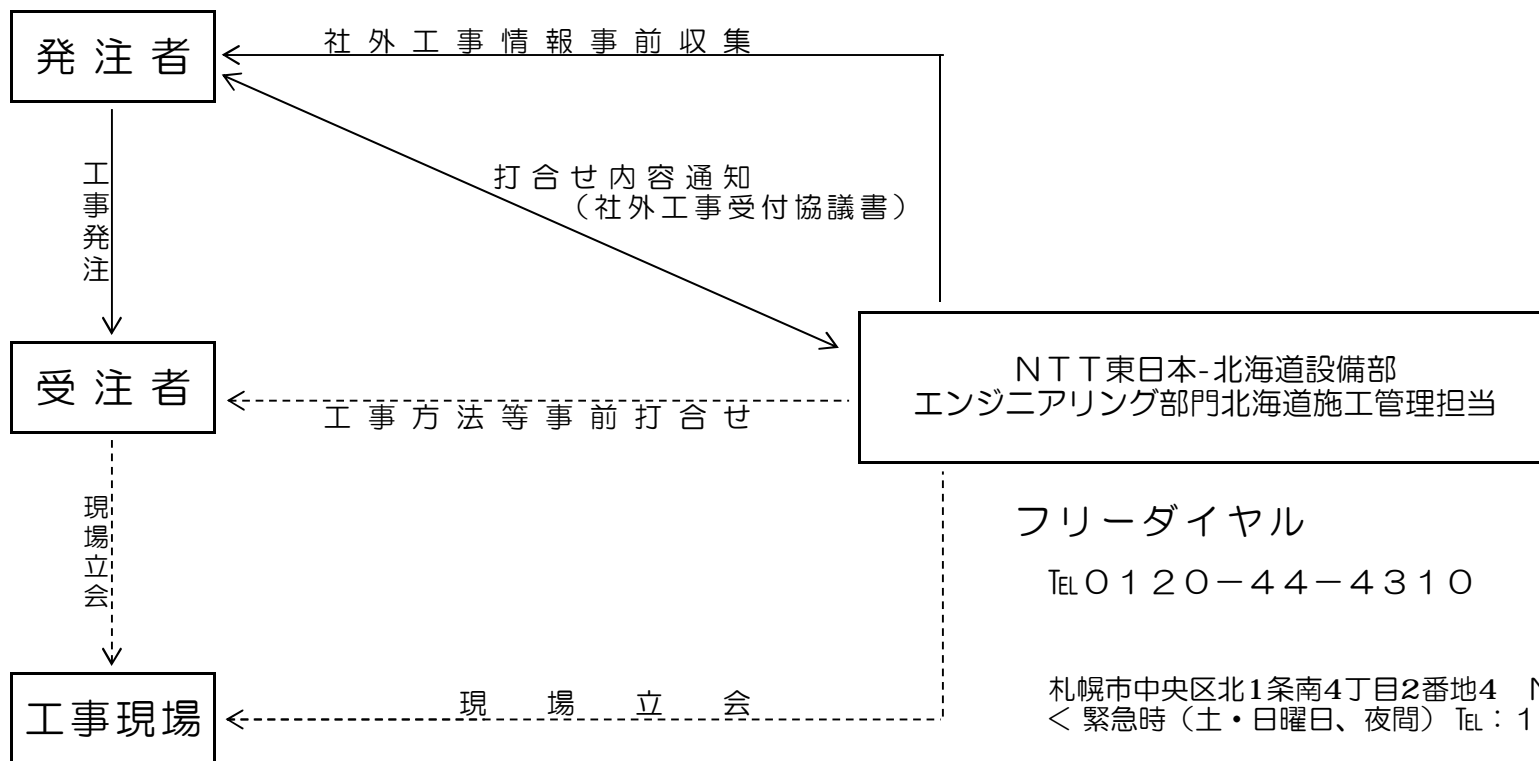 発注者
社外工事情報事前収集
打合せ内容通知
（社外工事受付協議書）
工事発注
ＮＴＴ東日本-北海道設備部
エンジニアリング部門北海道施工管理担当
受注者
工事方法等事前打合せ
現場立会
フリーダイヤル
℡０１２０－４４－４３１０
工事現場
現場立会
札幌市中央区北1条南4丁目2番地4　N
＜緊急時（土・日曜日、夜間）℡：１